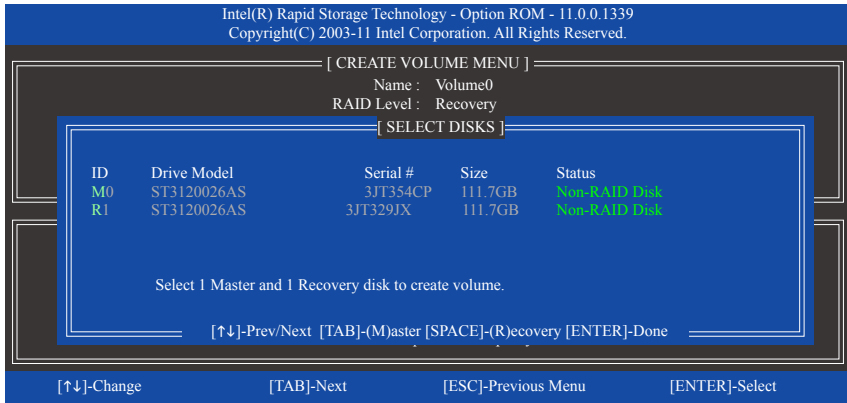 Intel(R) Rapid Storage Technology - Option ROM - 11.0.0.1339
Copyright(C) 2003-11 Intel Corporation. All Rights Reserved.
[ CREATE VOLUME MENU ]
Name : Volume0
RAID Level : Recovery
[ SELECT DISKS ]
ID Drive Model Serial # Size Status
M0 ST3120026AS 3JT354CP 111.7GB Non-RAID Disk
R1 ST3120026AS 3JT329JX 111.7GB Non-RAID Disk
Select 1 Master and 1 Recovery disk to create volume.
[↑↓]-Prev/Next [TAB]-(M)aster [SPACE]-(R)ecovery [ENTER]-Done
[↑↓]-Change [TAB]-Next [ESC]-Previous Menu [ENTER]-Select